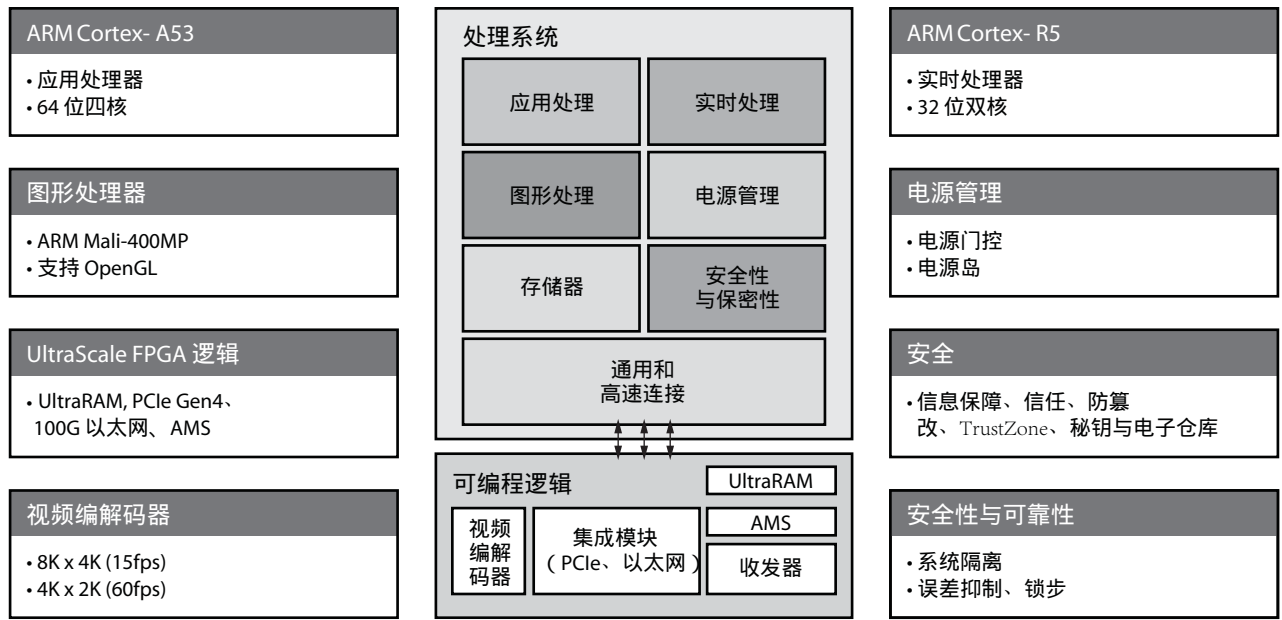 ARM Cortex- A53
• 应用处理器
• 64 位四核
图形处理器
• ARM Mali-400MP
• 支持 OpenGL
UltraScale FPGA 逻辑
• UltraRAM, PCIe Gen4、
100G 以太网、AMS
视频编解码器
• 8K x 4K (15fps)
• 4K x 2K (60fps)
处理系统
应用处理
实时处理
图形处理
电源管理
存储器
安全性
与保密性
通用和
高速连接
可编程逻辑
UltraRAM
视频
编解
码器
集成模块
（PCIe、以太网）
AMS
收发器
ARM Cortex- R5
• 实时处理器
• 32 位双核
电源管理
• 电源门控
• 电源岛
安全
• 信息保障、信任、防篡
改、TrustZone、秘钥与电子仓库
安全性与可靠性
• 系统隔离
• 误差抑制、锁步